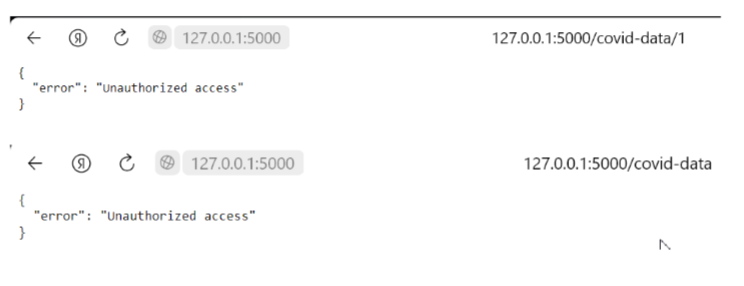 Я 127.0.0.1:5000 127.0.0.1:5000/covid-data/1
{
"error": "Unauthorized access"
}
Я 127.0.0.1:5000 127.0.0.1:5000/covid-data
{
"error": "Unauthorized access"
}